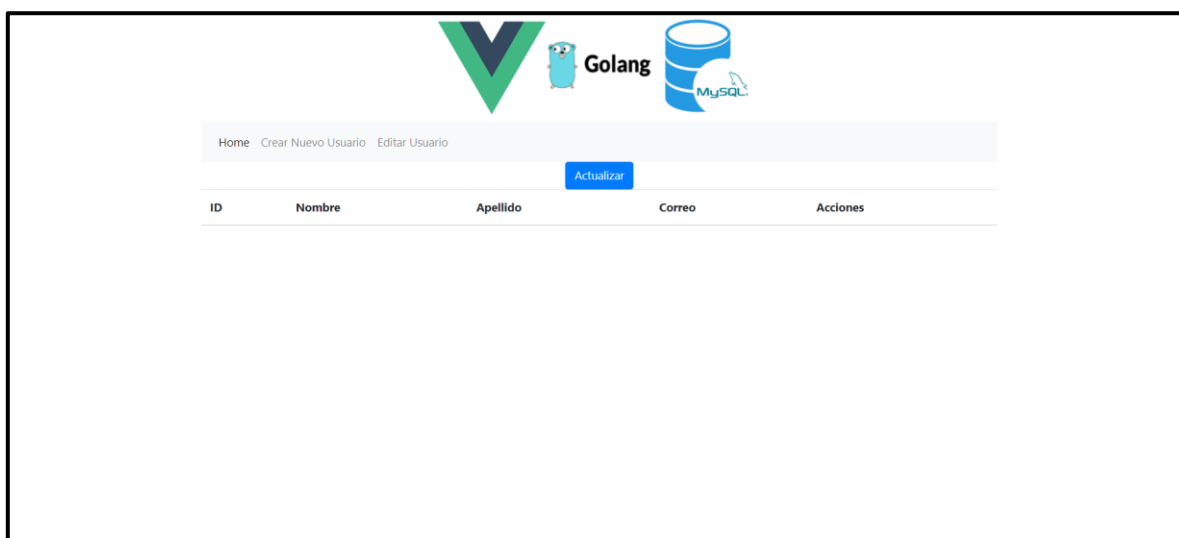 Golang
MySQL
Home Crear Nuevo Usuario Editar Usuario
Actualizar
ID Nombre Apellido Correo Acciones